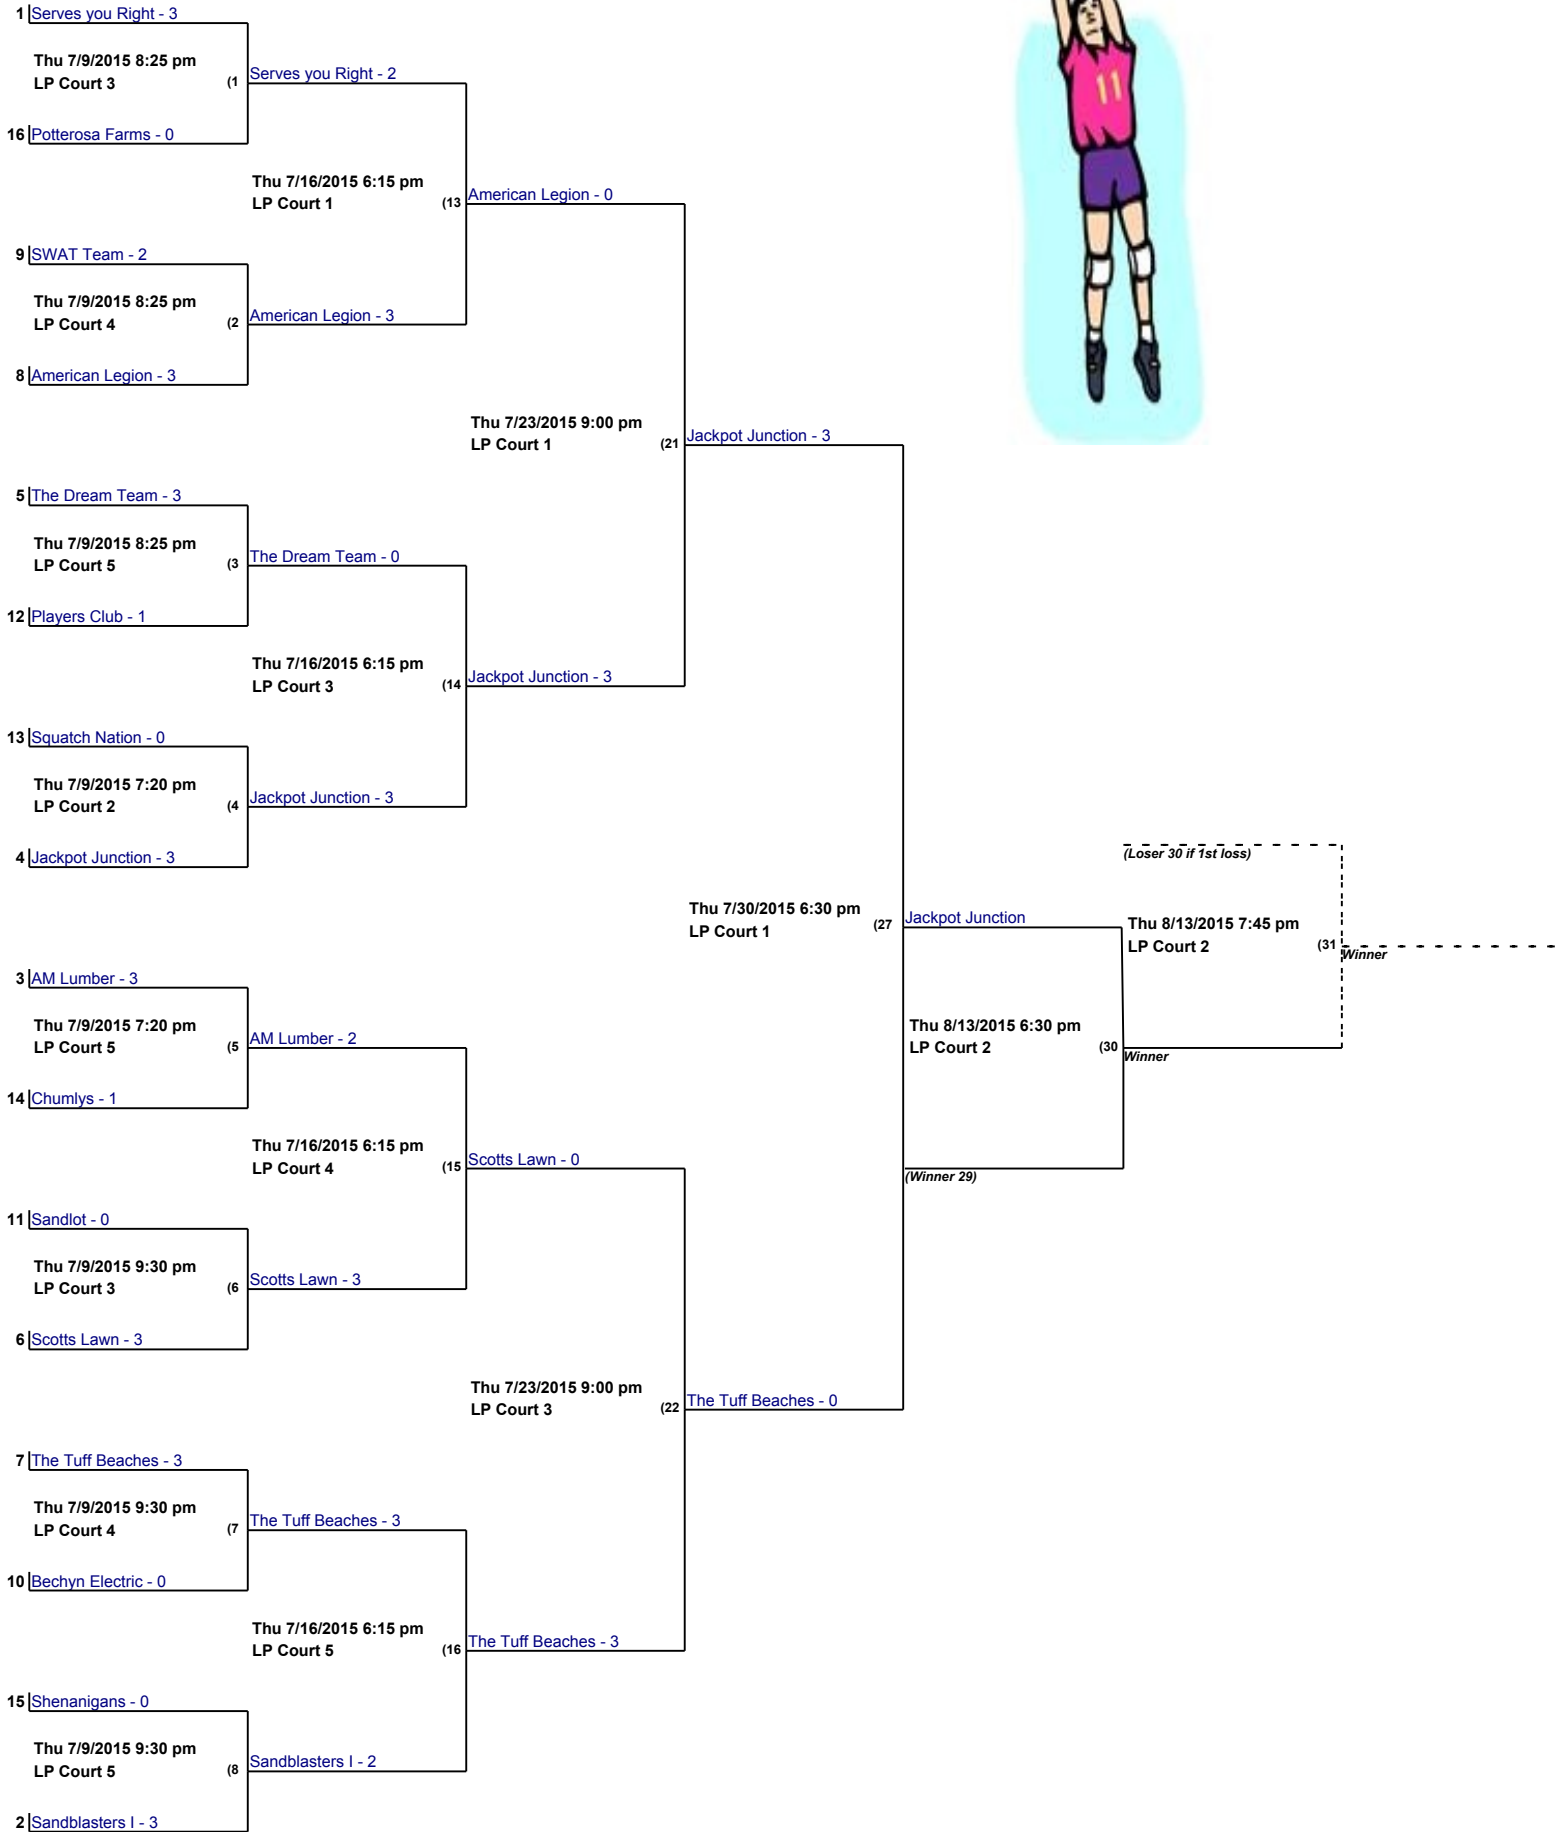 1 Serves you Right - 3
Thu 7/9/2015 8:25 pm
LP Court 3 (1
Serves you Right - 2
16 Potterosa Farms - 0
Thu 7/16/2015 6:15 pm
LP Court 1 (13
American Legion - 0
9 SWAT Team - 2
Thu 7/9/2015 8:25 pm
LP Court 4 (2
American Legion - 3
8 American Legion - 3
Thu 7/23/2015 9:00 pm
LP Court 1 (21
Jackpot Junction - 3
5 The Dream Team - 3
Thu 7/9/2015 8:25 pm
LP Court 5 (3
The Dream Team - 0
12 Players Club - 1
Thu 7/16/2015 6:15 pm
LP Court 3 (14
Jackpot Junction - 3
13 Squatch Nation - 0
Thu 7/9/2015 7:20 pm
LP Court 2 (4
Jackpot Junction - 3
4 Jackpot Junction - 3
(Loser 30 if 1st loss)
Thu 7/30/2015 6:30 pm
LP Court 1 (27
Jackpot Junction
Thu 8/13/2015 7:45 pm
LP Court 2 (31
Winner
3 AM Lumber - 3
Thu 7/9/2015 7:20 pm
LP Court 5 (5
AM Lumber - 2
Thu 8/13/2015 6:30 pm
LP Court 2 (30
Winner
14 Chumlys - 1
Thu 7/16/2015 6:15 pm
LP Court 4 (15
Scotts Lawn - 0
(Winner 29)
11 Sandlot - 0
Thu 7/9/2015 9:30 pm
LP Court 3 (6
Scotts Lawn - 3
6 Scotts Lawn - 3
Thu 7/23/2015 9:00 pm
LP Court 3 (22
The Tuff Beaches - 0
7 The Tuff Beaches - 3
Thu 7/9/2015 9:30 pm
LP Court 4 (7
The Tuff Beaches - 3
10 Bechyn Electric - 0
Thu 7/16/2015 6:15 pm
LP Court 5 (16
The Tuff Beaches - 3
15 Shenanigans - 0
Thu 7/9/2015 9:30 pm
LP Court 5 (8
Sandblasters I - 2
2 Sandblasters I - 3
11